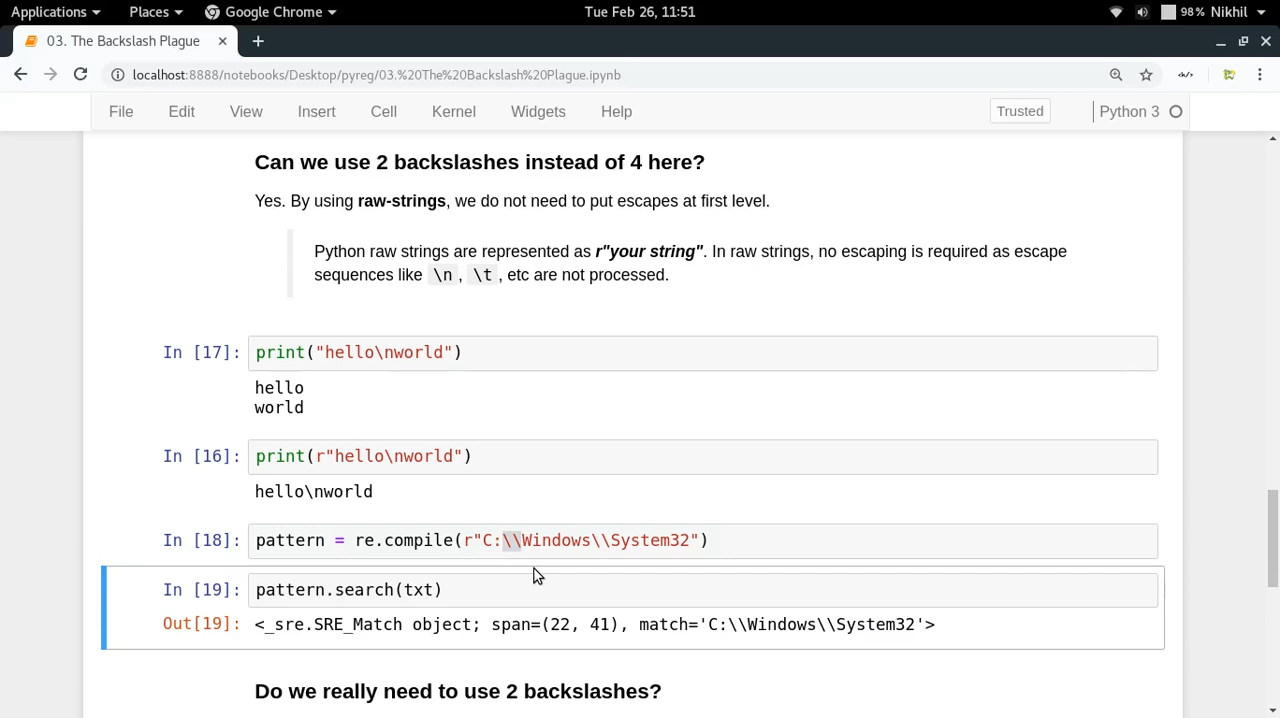 Applications Places Google Chrome Tue Feb 26, 11:51 98% Nikhil
03. The Backslash Plague
localhost:8888/notebooks/Desktop/pyreg/03.%20The%20Backslash%20Plague.ipynb
File Edit View Insert Cell Kernel Widgets Help Trusted Python 3
Can we use 2 backslashes instead of 4 here?
Yes. By using raw-strings, we do not need to put escapes at first level.
Python raw strings are represented as r"your string". In raw strings, no escaping is required as escape
sequences like \n , \t , etc are not processed.
In [17]: print("hello\nworld")
hello
world
In [16]: print(r"hello\nworld")
hello\nworld
In [18]: pattern = re.compile(r"C:\\Windows\\System32")
In [19]: pattern.search(txt)
Out[19]: <_sre.SRE_Match object; span=(22, 41), match='C:\\Windows\\System32'>
Do we really need to use 2 backslashes?